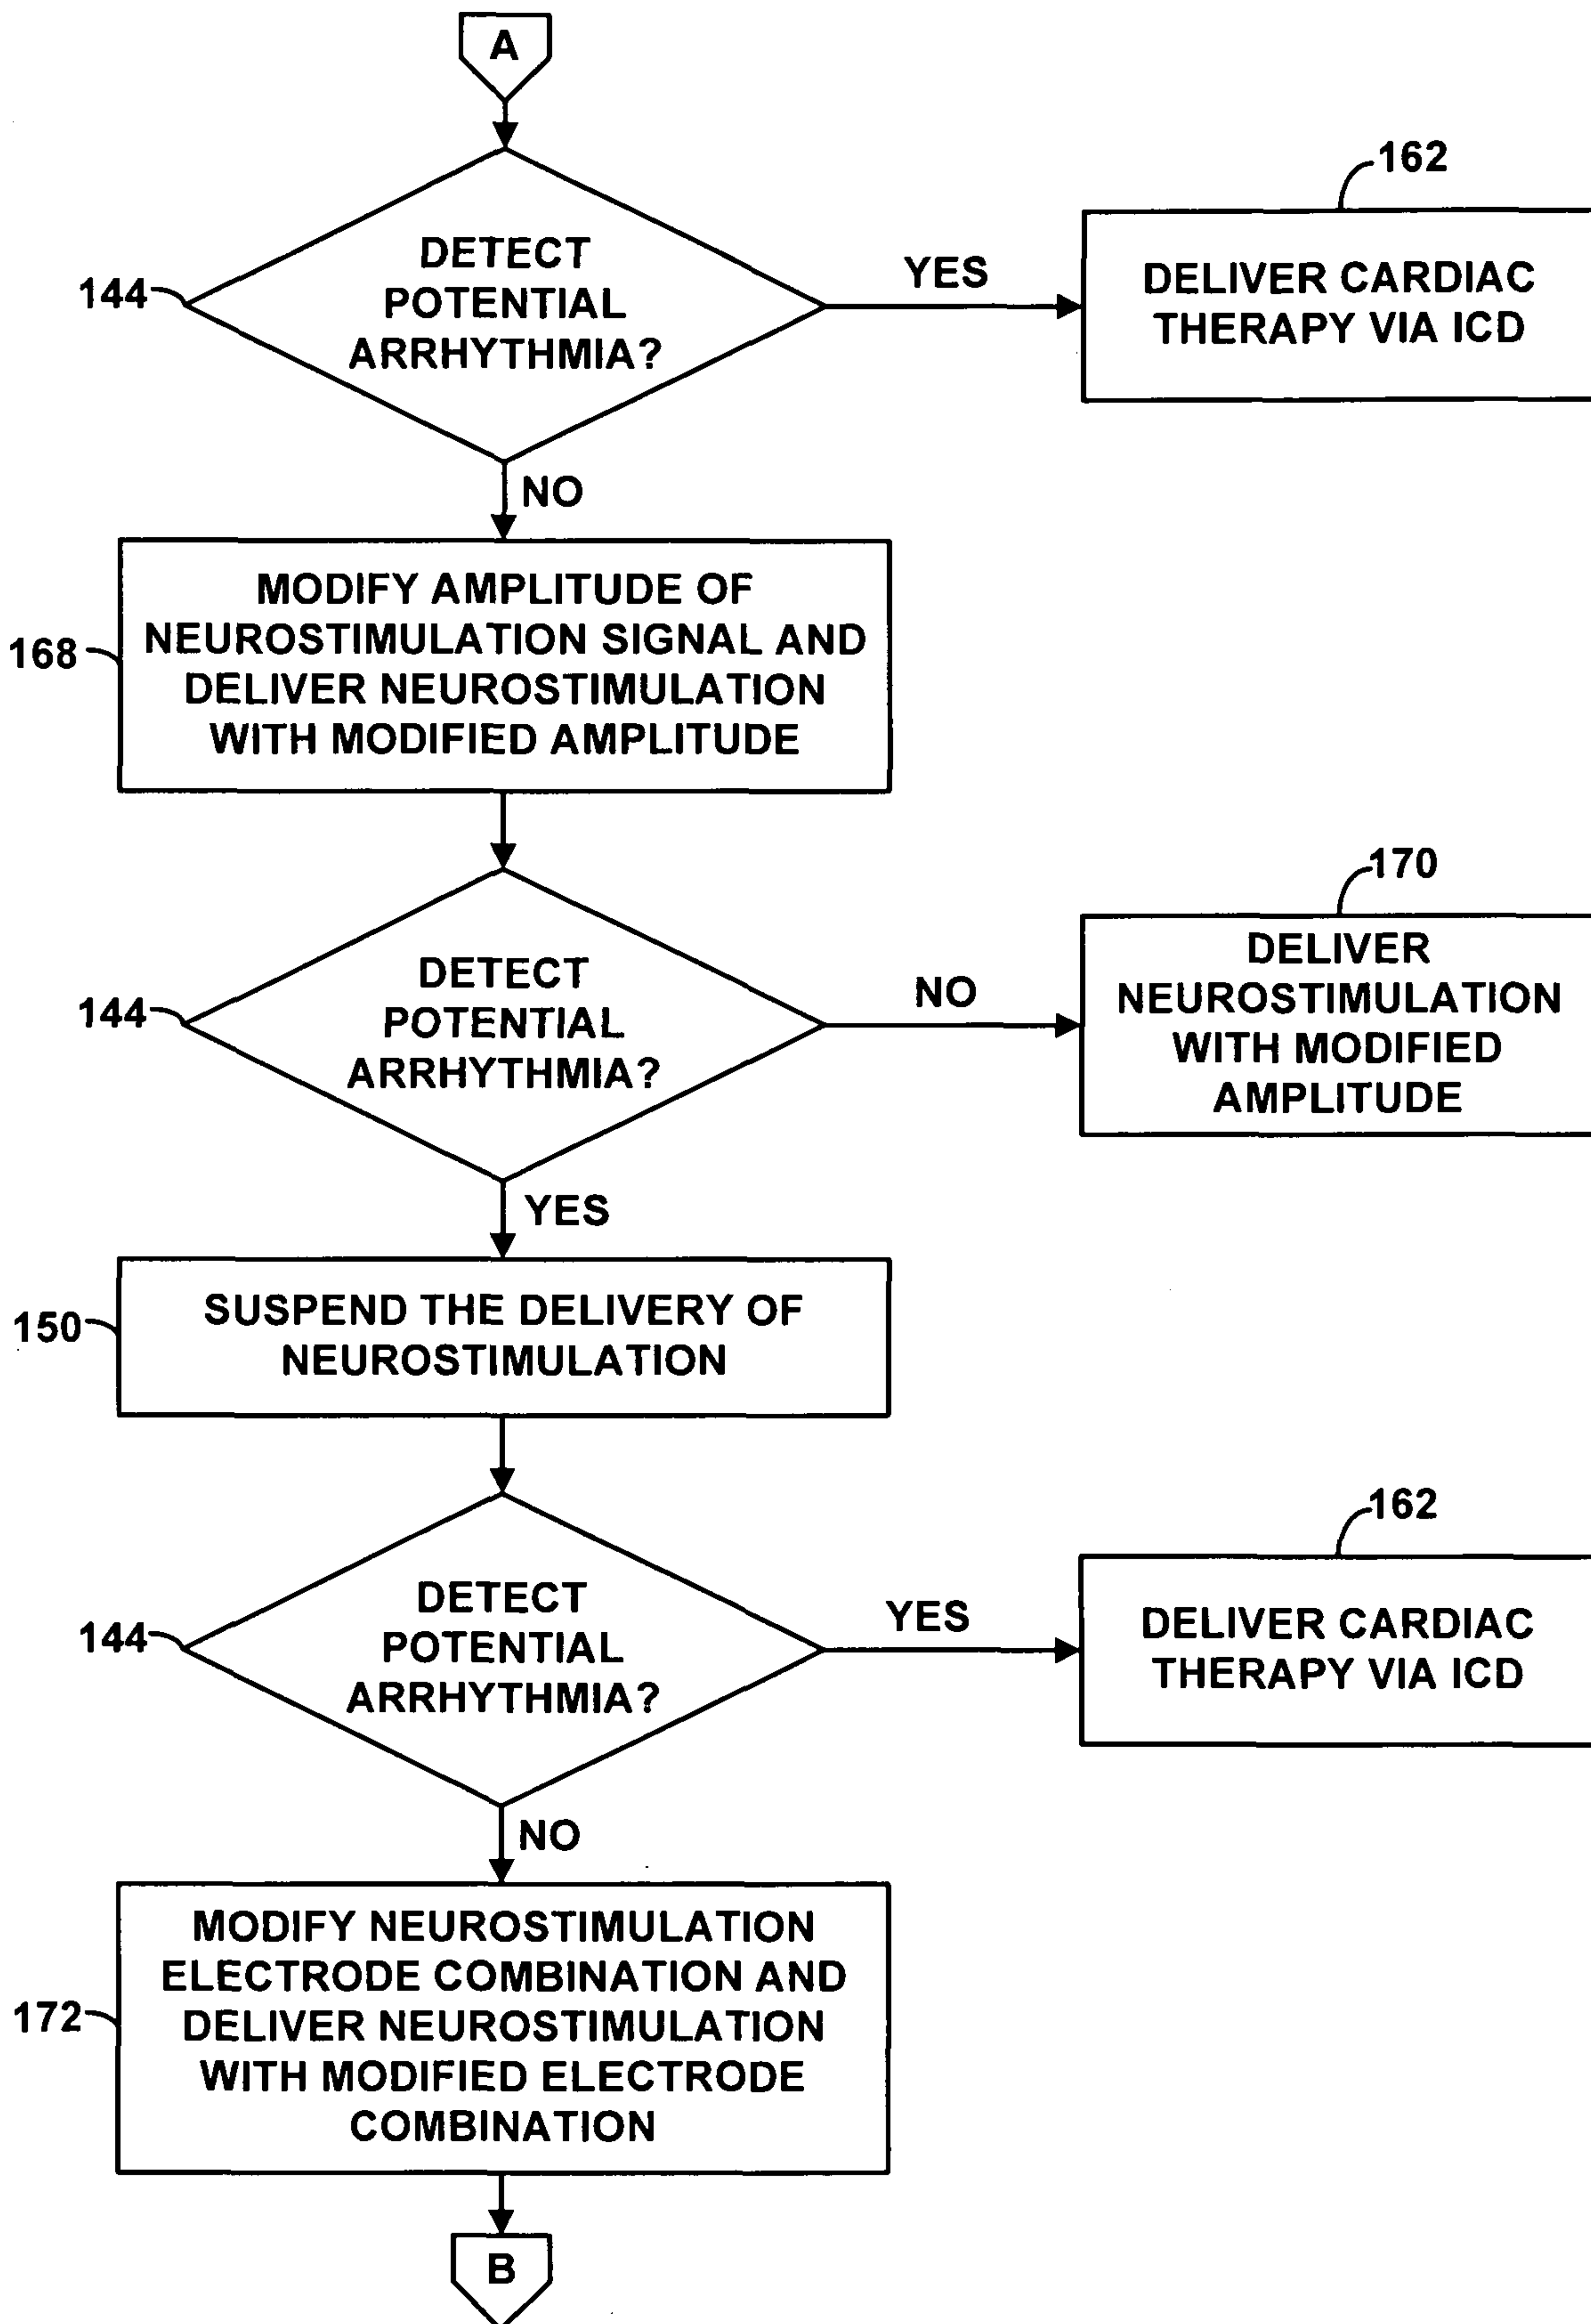 A
162
DETECT
POTENTIAL
ARRHYTHMIA?
144
YES
DELIVER CARDIAC
THERAPY VIA ICD
NO
MODIFY AMPLITUDE OF
NEUROSTIMULATION SIGNAL AND
DELIVER NEUROSTIMULATION
WITH MODIFIED AMPLITUDE
168
170
DETECT
POTENTIAL
ARRHYTHMIA?
144
NO
DELIVER
NEUROSTIMULATION
WITH MODIFIED
AMPLITUDE
YES
SUSPEND THE DELIVERY OF
NEUROSTIMULATION
150
162
DETECT
POTENTIAL
ARRHYTHMIA?
144
YES
DELIVER CARDIAC
THERAPY VIA ICD
NO
MODIFY NEUROSTIMULATION
ELECTRODE COMBINATION AND
DELIVER NEUROSTIMULATION
WITH MODIFIED ELECTRODE
COMBINATION
172
B